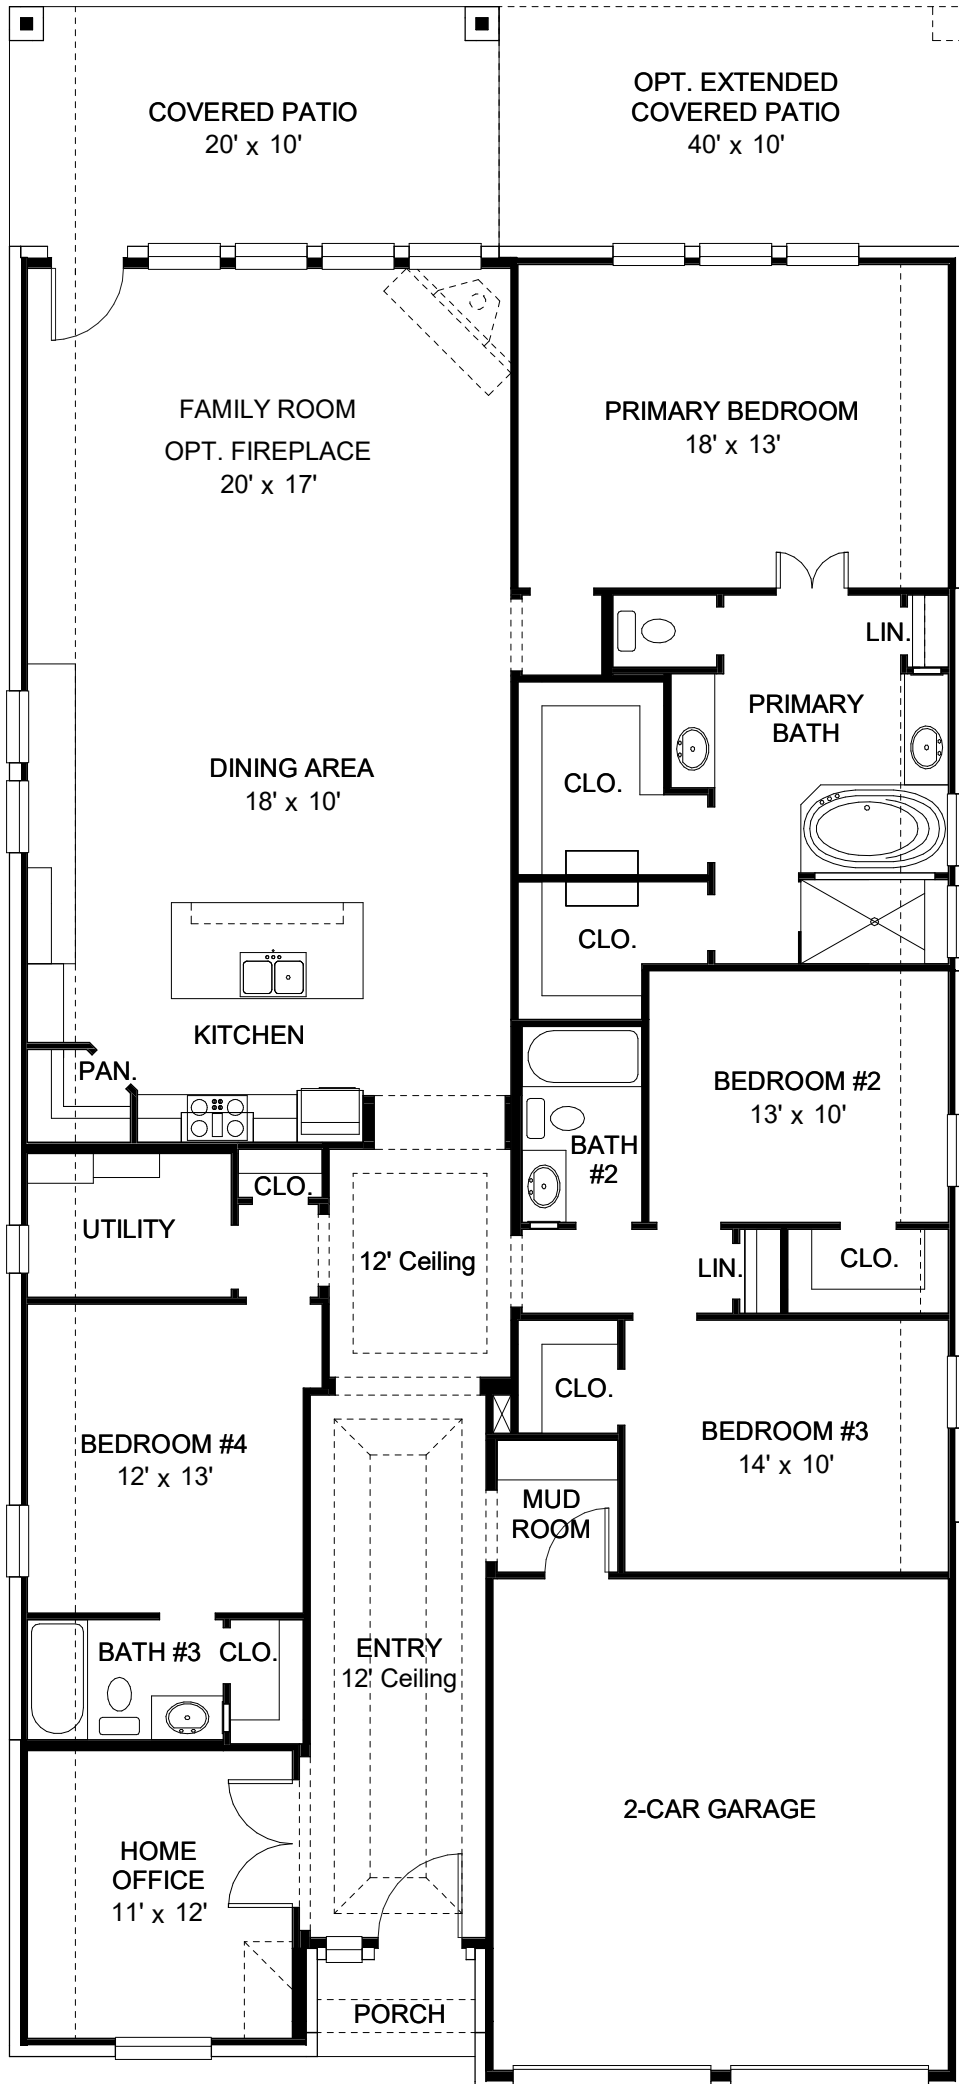 COVERED PATIO
20' x 10'
OPT. EXTENDED
COVERED PATIO
40' x 10'
FAMILY ROOM
OPT. FIREPLACE
20' x 17'
PRIMARY BEDROOM
18' x 13'
LIN.
PRIMARY
BATH
DINING AREA
18' x 10'
CLO.
CLO.
KITCHEN
PAN.
BEDROOM #2
13' x 10'
BATH
#2
CLO.
UTILITY
12' Ceiling
LIN.
CLO.
CLO.
BEDROOM #4
12' x 13'
BEDROOM #3
14' x 10'
MUD
ROOM
BATH #3
CLO.
ENTRY
12' Ceiling
2-CAR GARAGE
HOME
OFFICE
11' x 12'
PORCH